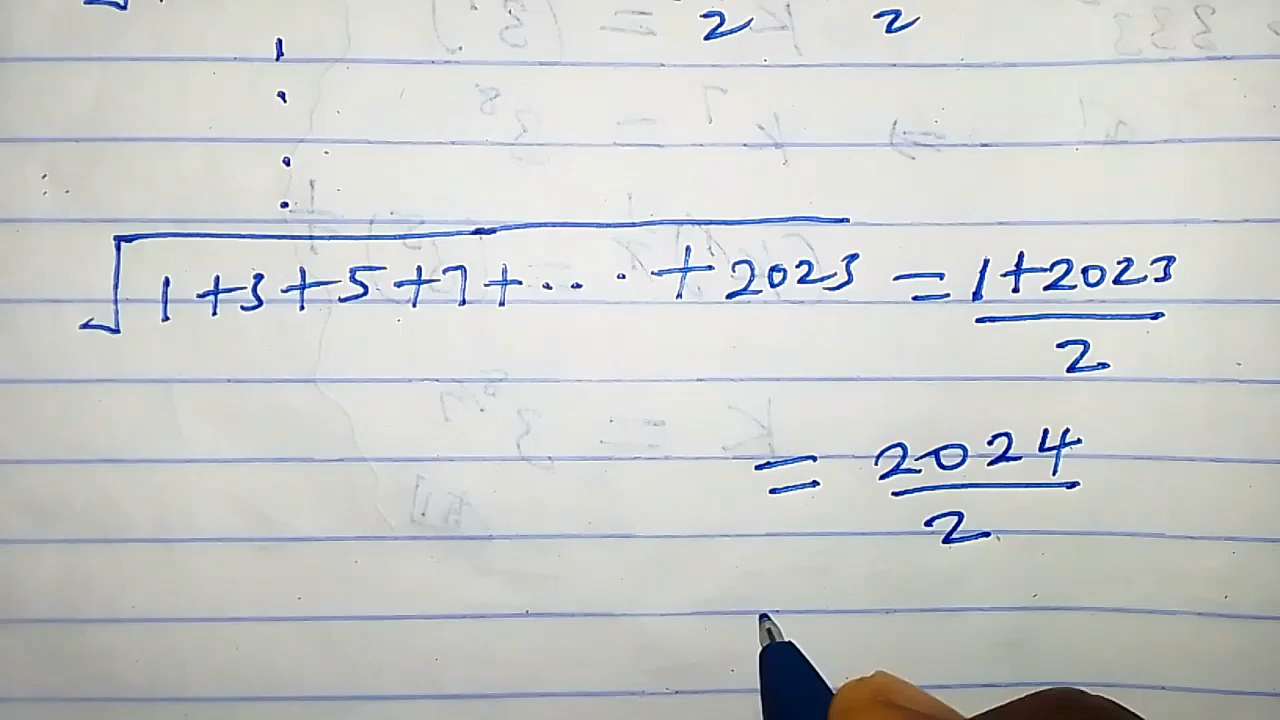 2 2
√1+3+5+7+... . +2023 = 1+2023/2
= 2024/2